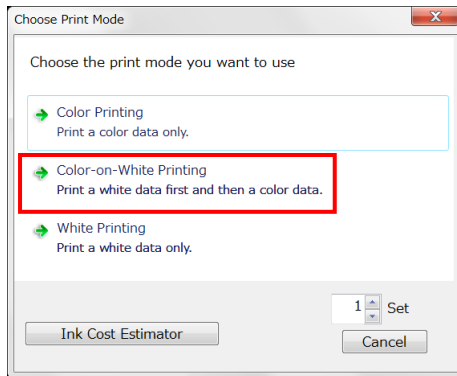 Choose Print Mode
Choose the print mode you want to use
Color Printing
Print a color data only.
Color-on-White Printing
Print a white data first and then a color data.
White Printing
Print a white data only.
1 Set
Ink Cost Estimator
Cancel